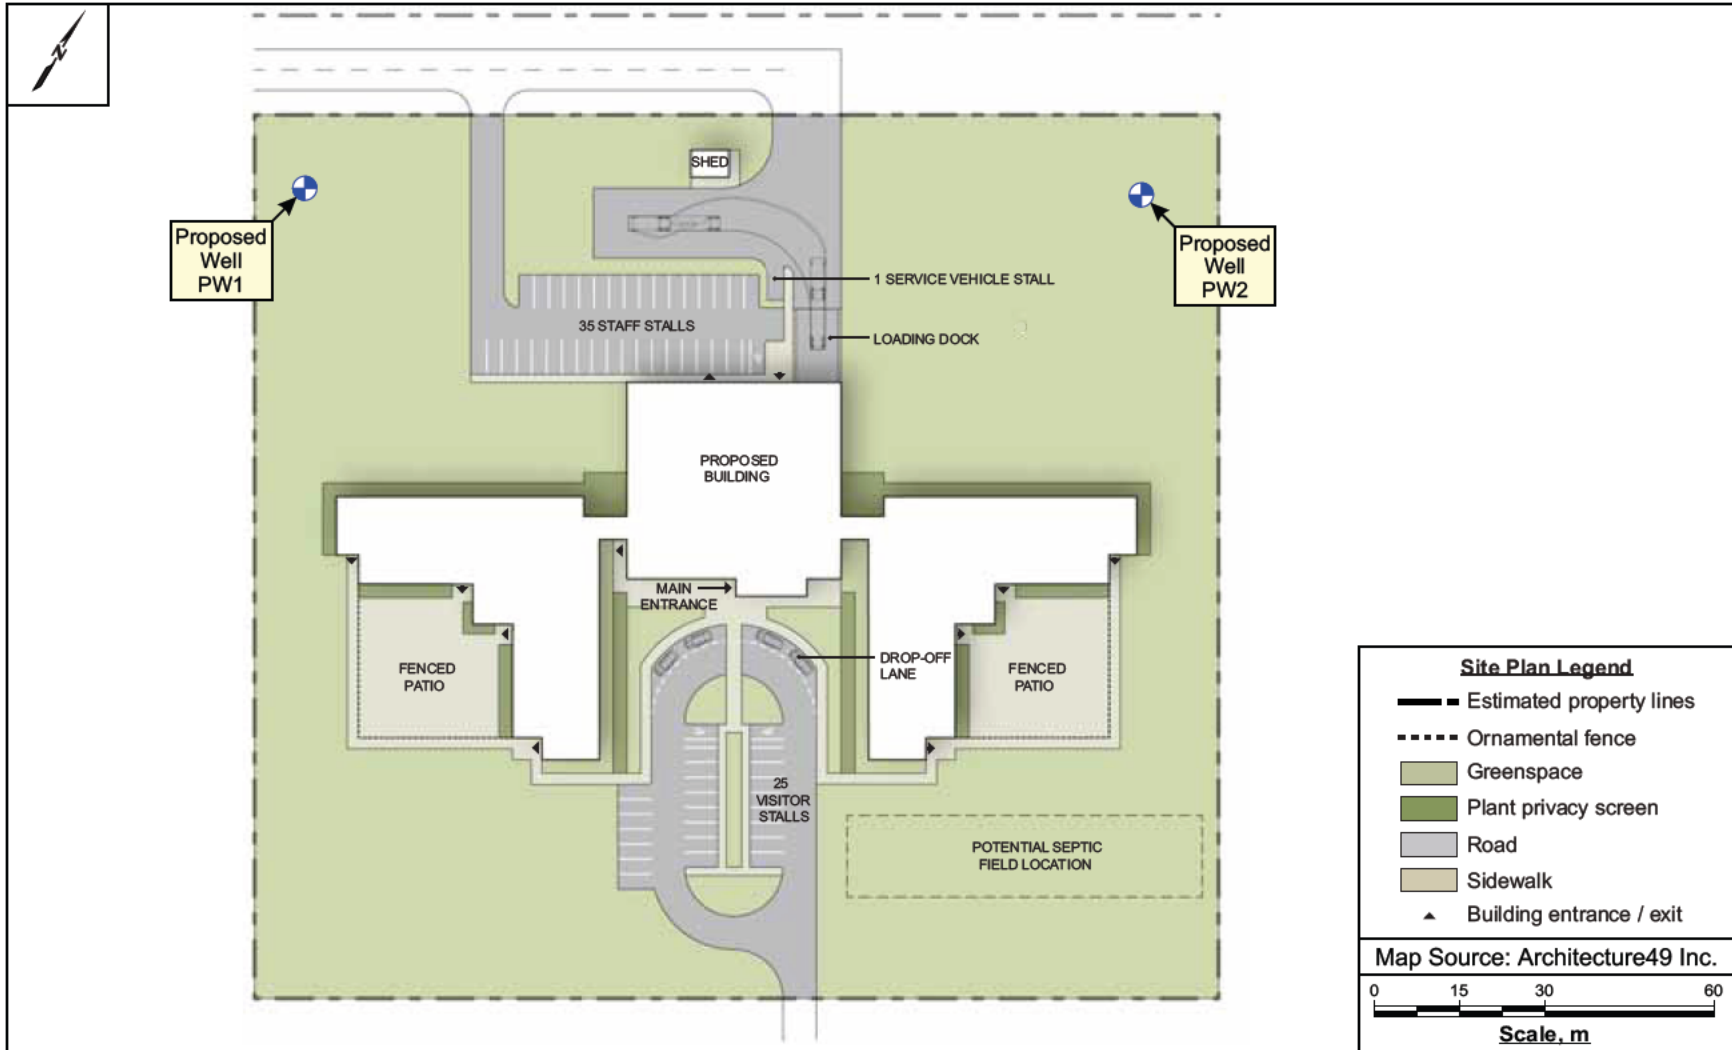 N
SHED
Proposed
Well
PW1
Proposed
Well
PW2
1 SERVICE VEHICLE STALL
35 STAFF STALLS
LOADING DOCK
PROPOSED
BUILDING
MAIN
ENTRANCE
FENCED
PATIO
DROP-OFF
LANE
FENCED
PATIO
25
VISITOR
STALLS
POTENTIAL SEPTIC
FIELD LOCATION
Site Plan Legend
Estimated property lines
Ornamental fence
Greenspace
Plant privacy screen
Road
Sidewalk
Building entrance / exit
Map Source: Architecture49 Inc.
0 15 30 60
Scale, m